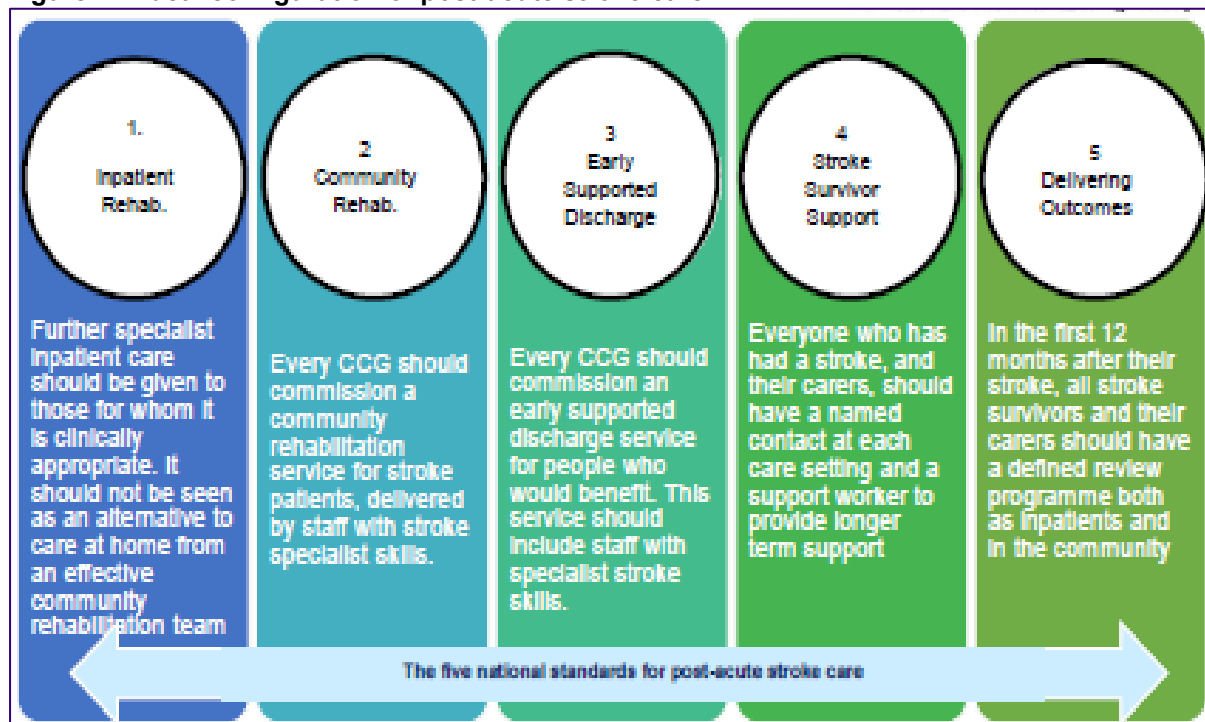 1.
Inpatient
Rehab.
Further specialist
inpatient care
should be given to
those for whom it
is clinically
appropriate. It
should not be seen
as an alternative to
care at home from
an effective
community
rehabilitation team
2
Community
Rehab.
Every CCG should
commission a
community
rehabilitation
service for stroke
patients, delivered
by staff with stroke
specialist skills.
3
Early
Supported
Discharge
Every CCG should
commission an
early supported
discharge service
for people who
would benefit. This
service should
include staff with
specialist stroke
skills.
4
Stroke
Survivor
Support
Everyone who has
had a stroke, and
their carers, should
have a named
contact at each
care setting and a
support worker to
provide longer
term support
5
Delivering
Outcomes
In the first 12
months after their
stroke, all stroke
survivors and their
carers should have
a defined review
programme both
as inpatients and
in the community
The five national standards for post-acute stroke care